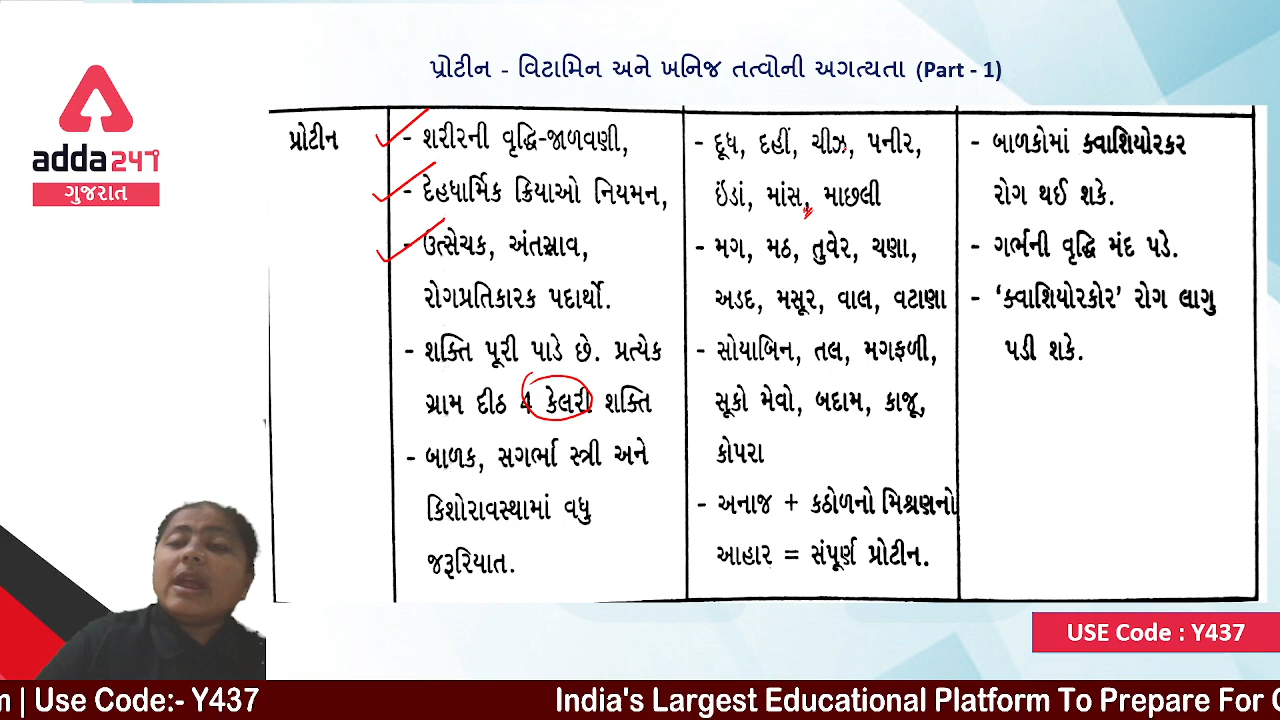 પ્રોટીન - વિટામિન અને ખનિજ તત્વોની અગત્યતા (Part - 1)
adda247
ગુજરાત
પ્રોટીન
- શરીરની વૃદ્ધિ-જાળવણી,
- દેહધાર્મિક ક્રિયાઓ નિયમન,
- ઉત્સેચક, અંતસ્રાવ,
રોગપ્રતિકારક પદાર્થો.
- શક્તિ પૂરી પાડે છે. પ્રત્યેક
ગ્રામ દીઠ 4 કેલરી શક્તિ
- બાળક, સગર્ભા સ્ત્રી અને
કિશોરાવસ્થામાં વધુ
જરૂરિયાત.
- દૂધ, દહીં, ચીઝ, પનીર,
ઈંડાં, માંસ, માછલી
- મગ, મઠ, તુવેર, ચણા,
અડદ, મસૂર, વાલ, વટાણા
- સોયાબિન, તલ, મગફળી,
સૂકો મેવો, બદામ, કાજૂ,
કોપરા
- અનાજ + કઠોળનો મિશ્રણનો
આહાર = સંપૂર્ણ પ્રોટીન.
- બાળકોમાં ક્વાશિયોરકર
રોગ થઈ શકે.
- ગર્ભની વૃદ્ધિ મંદ પડે.
- ‘ક્વાશિયોરકોર’ રોગ લાગુ
પડી શકે.
USE Code : Y437
m | Use Code:- Y437 India's Largest Educational Platform To Prepare For